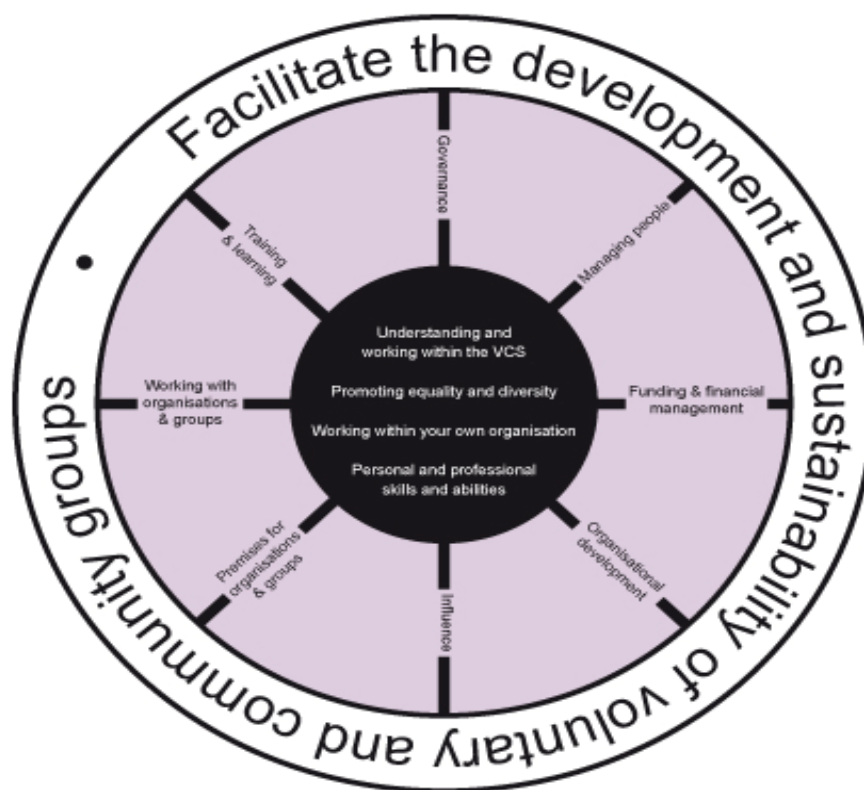 Facilitate the development and sustainability of voluntary and community groups •
Governance
Managing people
Funding & financial
management
Organisational
development
Influence
Premises for
organisations
& groups
Working with
organisations
& groups
Training
& learning
Understanding and
working within the VCS
Promoting equality and diversity
Working within your own organisation
Personal and professional
skills and abilities